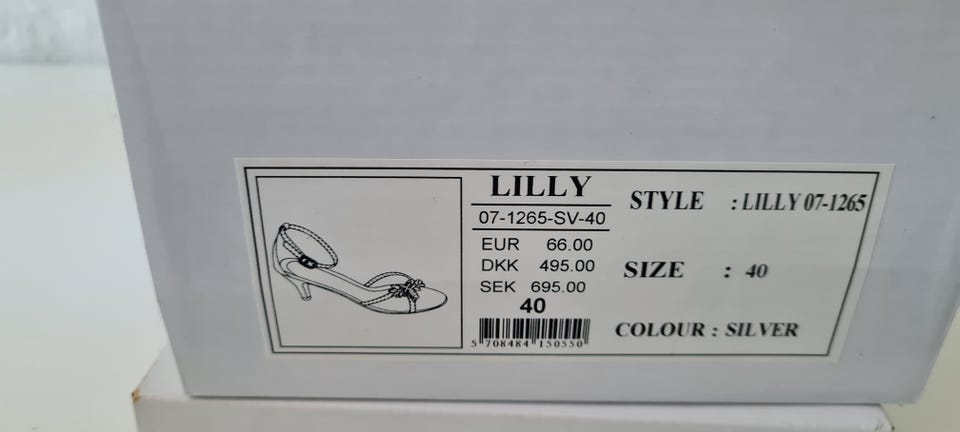 LILLY
07-1265-SV-40
EUR 66.00
DKK 495.00
SEK 695.00
40
5 708484 150550
STYLE : LILLY 07-1265
SIZE : 40
COLOUR : SILVER